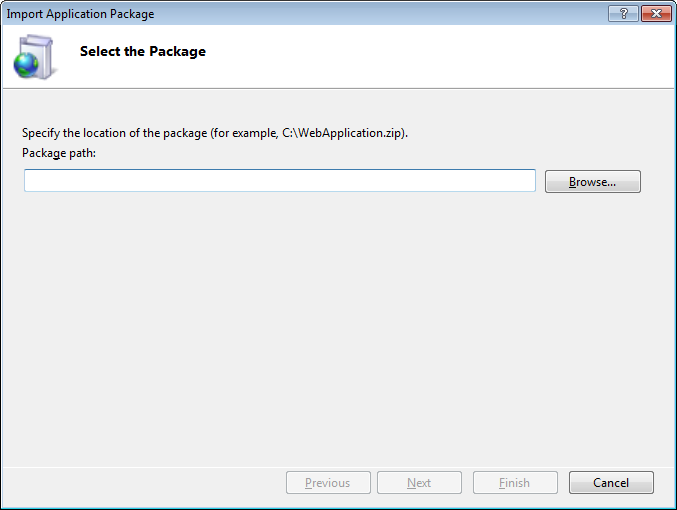 Import Application Package
?
Select the Package
Specify the location of the package (for example, C:\WebApplication.zip).
Package path:
Browse...
Previous Next Finish Cancel